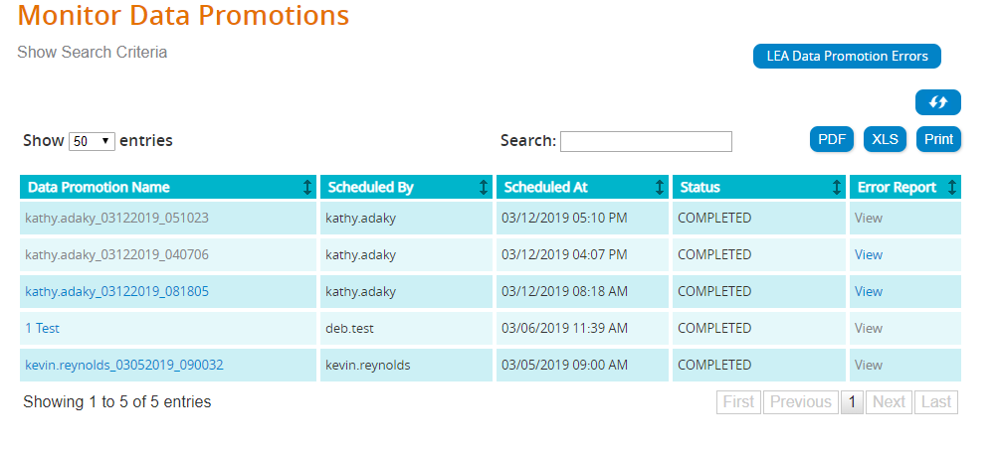 Monitor Data Promotions
Show Search Criteria
LEA Data Promotion Errors
Show 50 entries Search: PDF XLS Print
Data Promotion Name Scheduled By Scheduled At Status Error Report
kathy.adaky_03122019_051023 kathy.adaky 03/12/2019 05:10 PM COMPLETED View
kathy.adaky_03122019_040706 kathy.adaky 03/12/2019 04:07 PM COMPLETED View
kathy.adaky_03122019_081805 kathy.adaky 03/12/2019 08:18 AM COMPLETED View
1 Test deb.test 03/06/2019 11:39 AM COMPLETED View
kevin.reynolds_03052019_090032 kevin.reynolds 03/05/2019 09:00 AM COMPLETED View
Showing 1 to 5 of 5 entries First Previous 1 Next Last